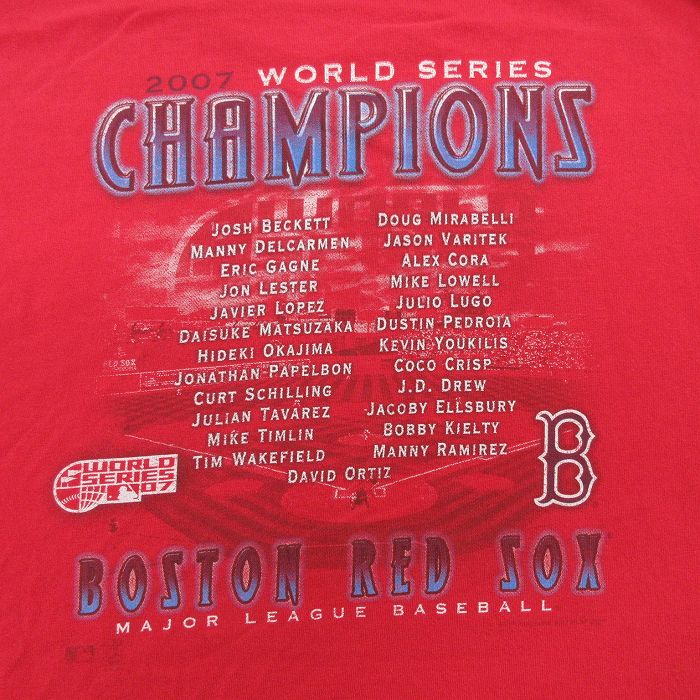 2007 WORLD SERIES
CHAMPIONS
JOSH BECKETT
MANNY DELCARMEN
ERIC GAGNE
JON LESTER
JAVIER LOPEZ
DAISUKE MATSUZAKA
HIDEKI OKAJIMA
JONATHAN PAPELBON
CURT SCHILLING
JULIAN TAVAREZ
MIKE TIMLIN
TIM WAKEFIELD
DOUG MIRABELLI
JASON VARITEK
ALEX CORA
MIKE LOWELL
JULIO LUGO
DUSTIN PEDROIA
KEVIN YOUKILIS
COCO CRISP
J.D. DREW
JACOBY ELLSBURY
BOBBY KIELTY
MANNY RAMIREZ
DAVID ORTIZ
WORLD
SERIES
07
B
BOSTON RED SOX
MAJOR LEAGUE BASEBALL